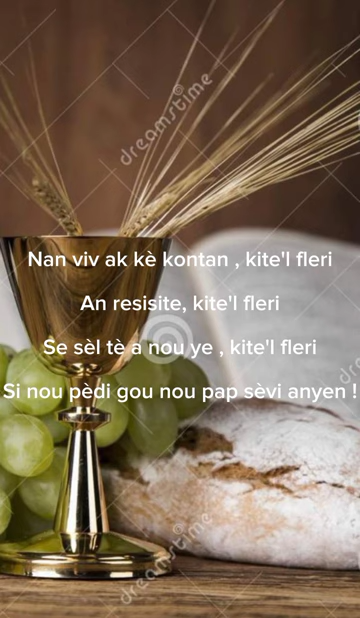 dreamstime
Nan viv ak kè kontan , kite'l fleri
An resisite, kite'l fleri
Se sèl tè a nou ye , kite'l fleri
Si nou pèdi gou nou pap sèvi anyen !
dreamstime